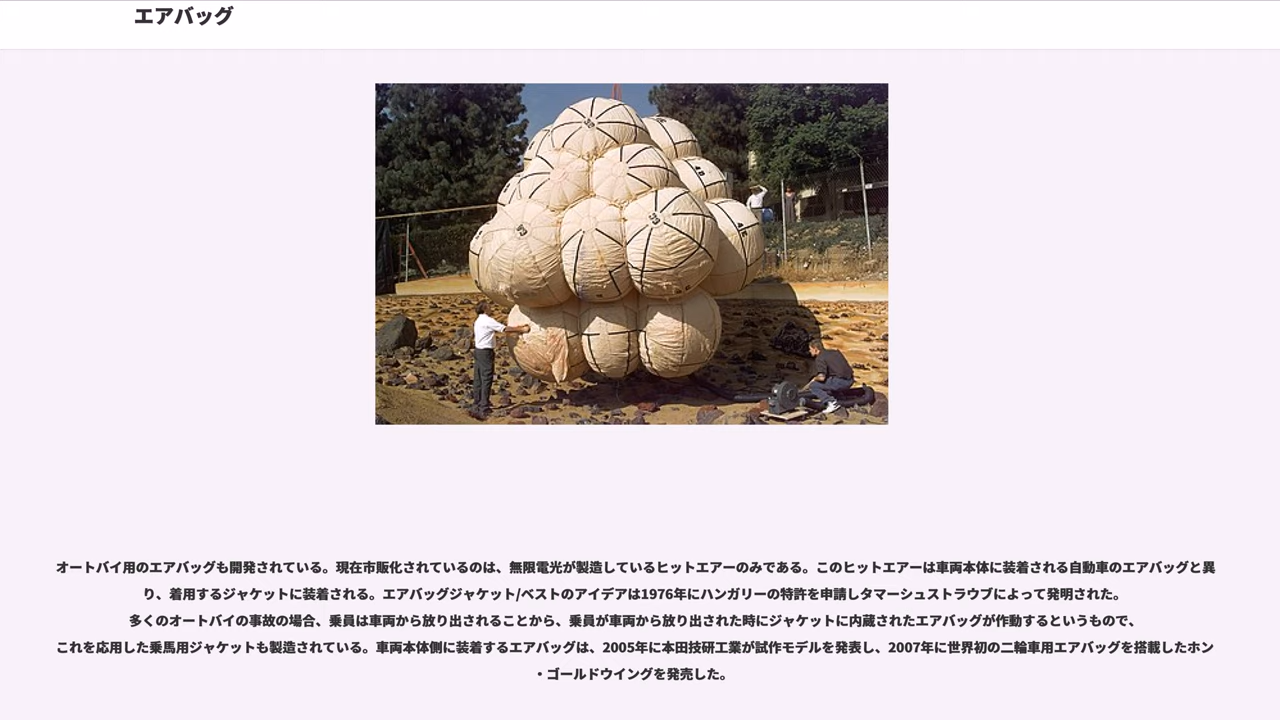 エアバッグ
オートバイ用のエアバッグも開発されている。現在市販化されているのは、無限電光が製造しているヒットエアーのみである。このヒットエアーは車両本体に装着される自動車のエアバッグと異
り、着用するジャケットに装着される。エアバッグジャケット/ベストのアイデアは1976年にハンガリーの特許を申請しタマーシュストラウブによって発明された。
多くのオートバイの事故の場合、乗員は車両から放り出されることから、乗員が車両から放り出された時にジャケットに内蔵されたエアバッグが作動するというもので、
これを応用した乗馬用ジャケットも製造されている。車両本体側に装着するエアバッグは、2005年に本田技研工業が試作モデルを発表し、2007年に世界初の二輪車用エアバッグを搭載したホン
・ゴールドウイングを発売した。